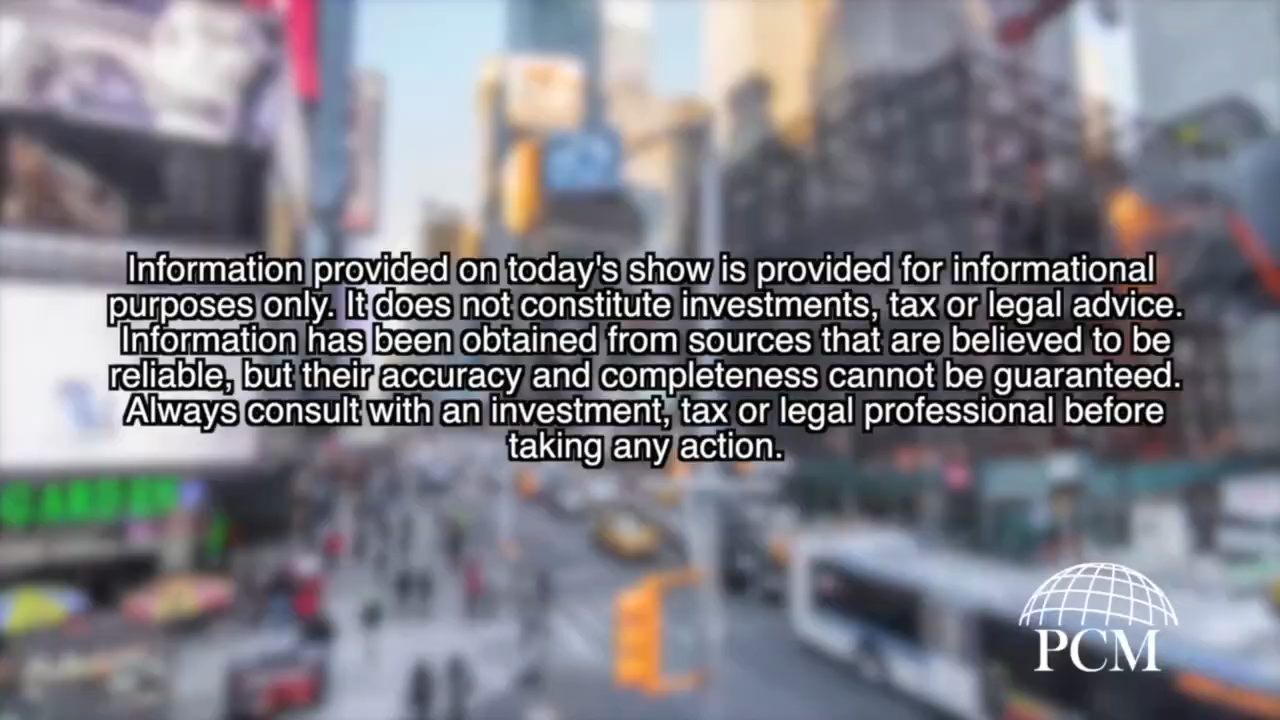 Information provided on today's show is provided for informational
purposes only. It does not constitute investments, tax or legal advice.
Information has been obtained from sources that are believed to be
reliable, but their accuracy and completeness cannot be guaranteed.
Always consult with an investment, tax or legal professional before
taking any action.
PCM